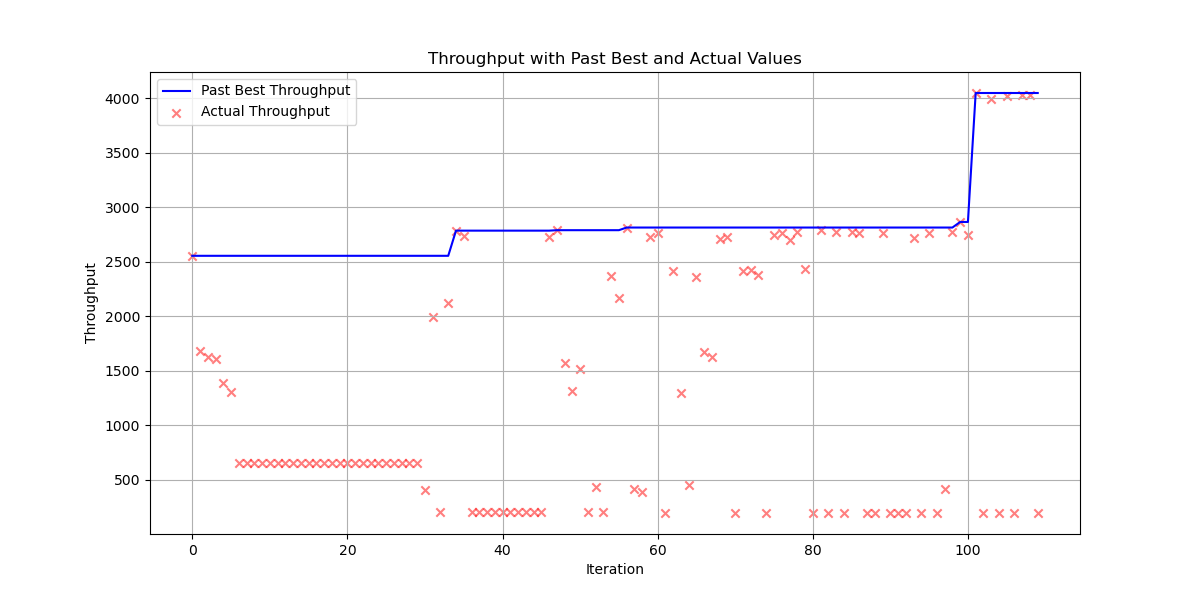 Throughput with Past Best and Actual Values
Past Best Throughput
Actual Throughput
4000
3500
3000
2500
2000
1500
1000
500
Throughput
0
20
40
60
80
100
Iteration